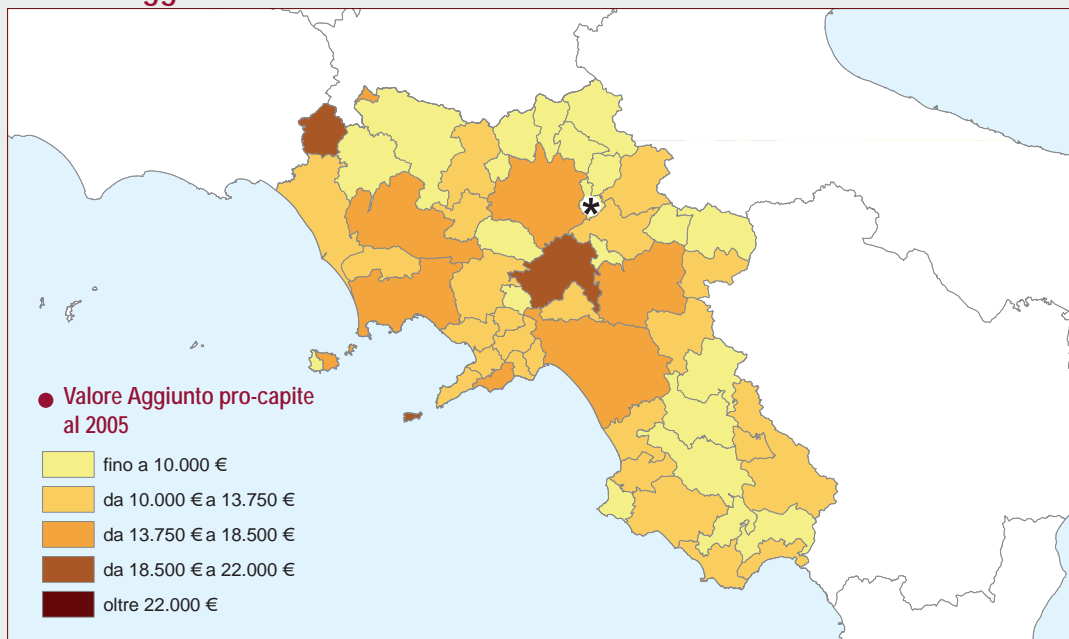 ● Valore Aggiunto pro-capite
al 2005
fino a 10.000 €
da 10.000 € a 13.750 €
da 13.750 € a 18.500 €
da 18.500 € a 22.000 €
oltre 22.000 €
*